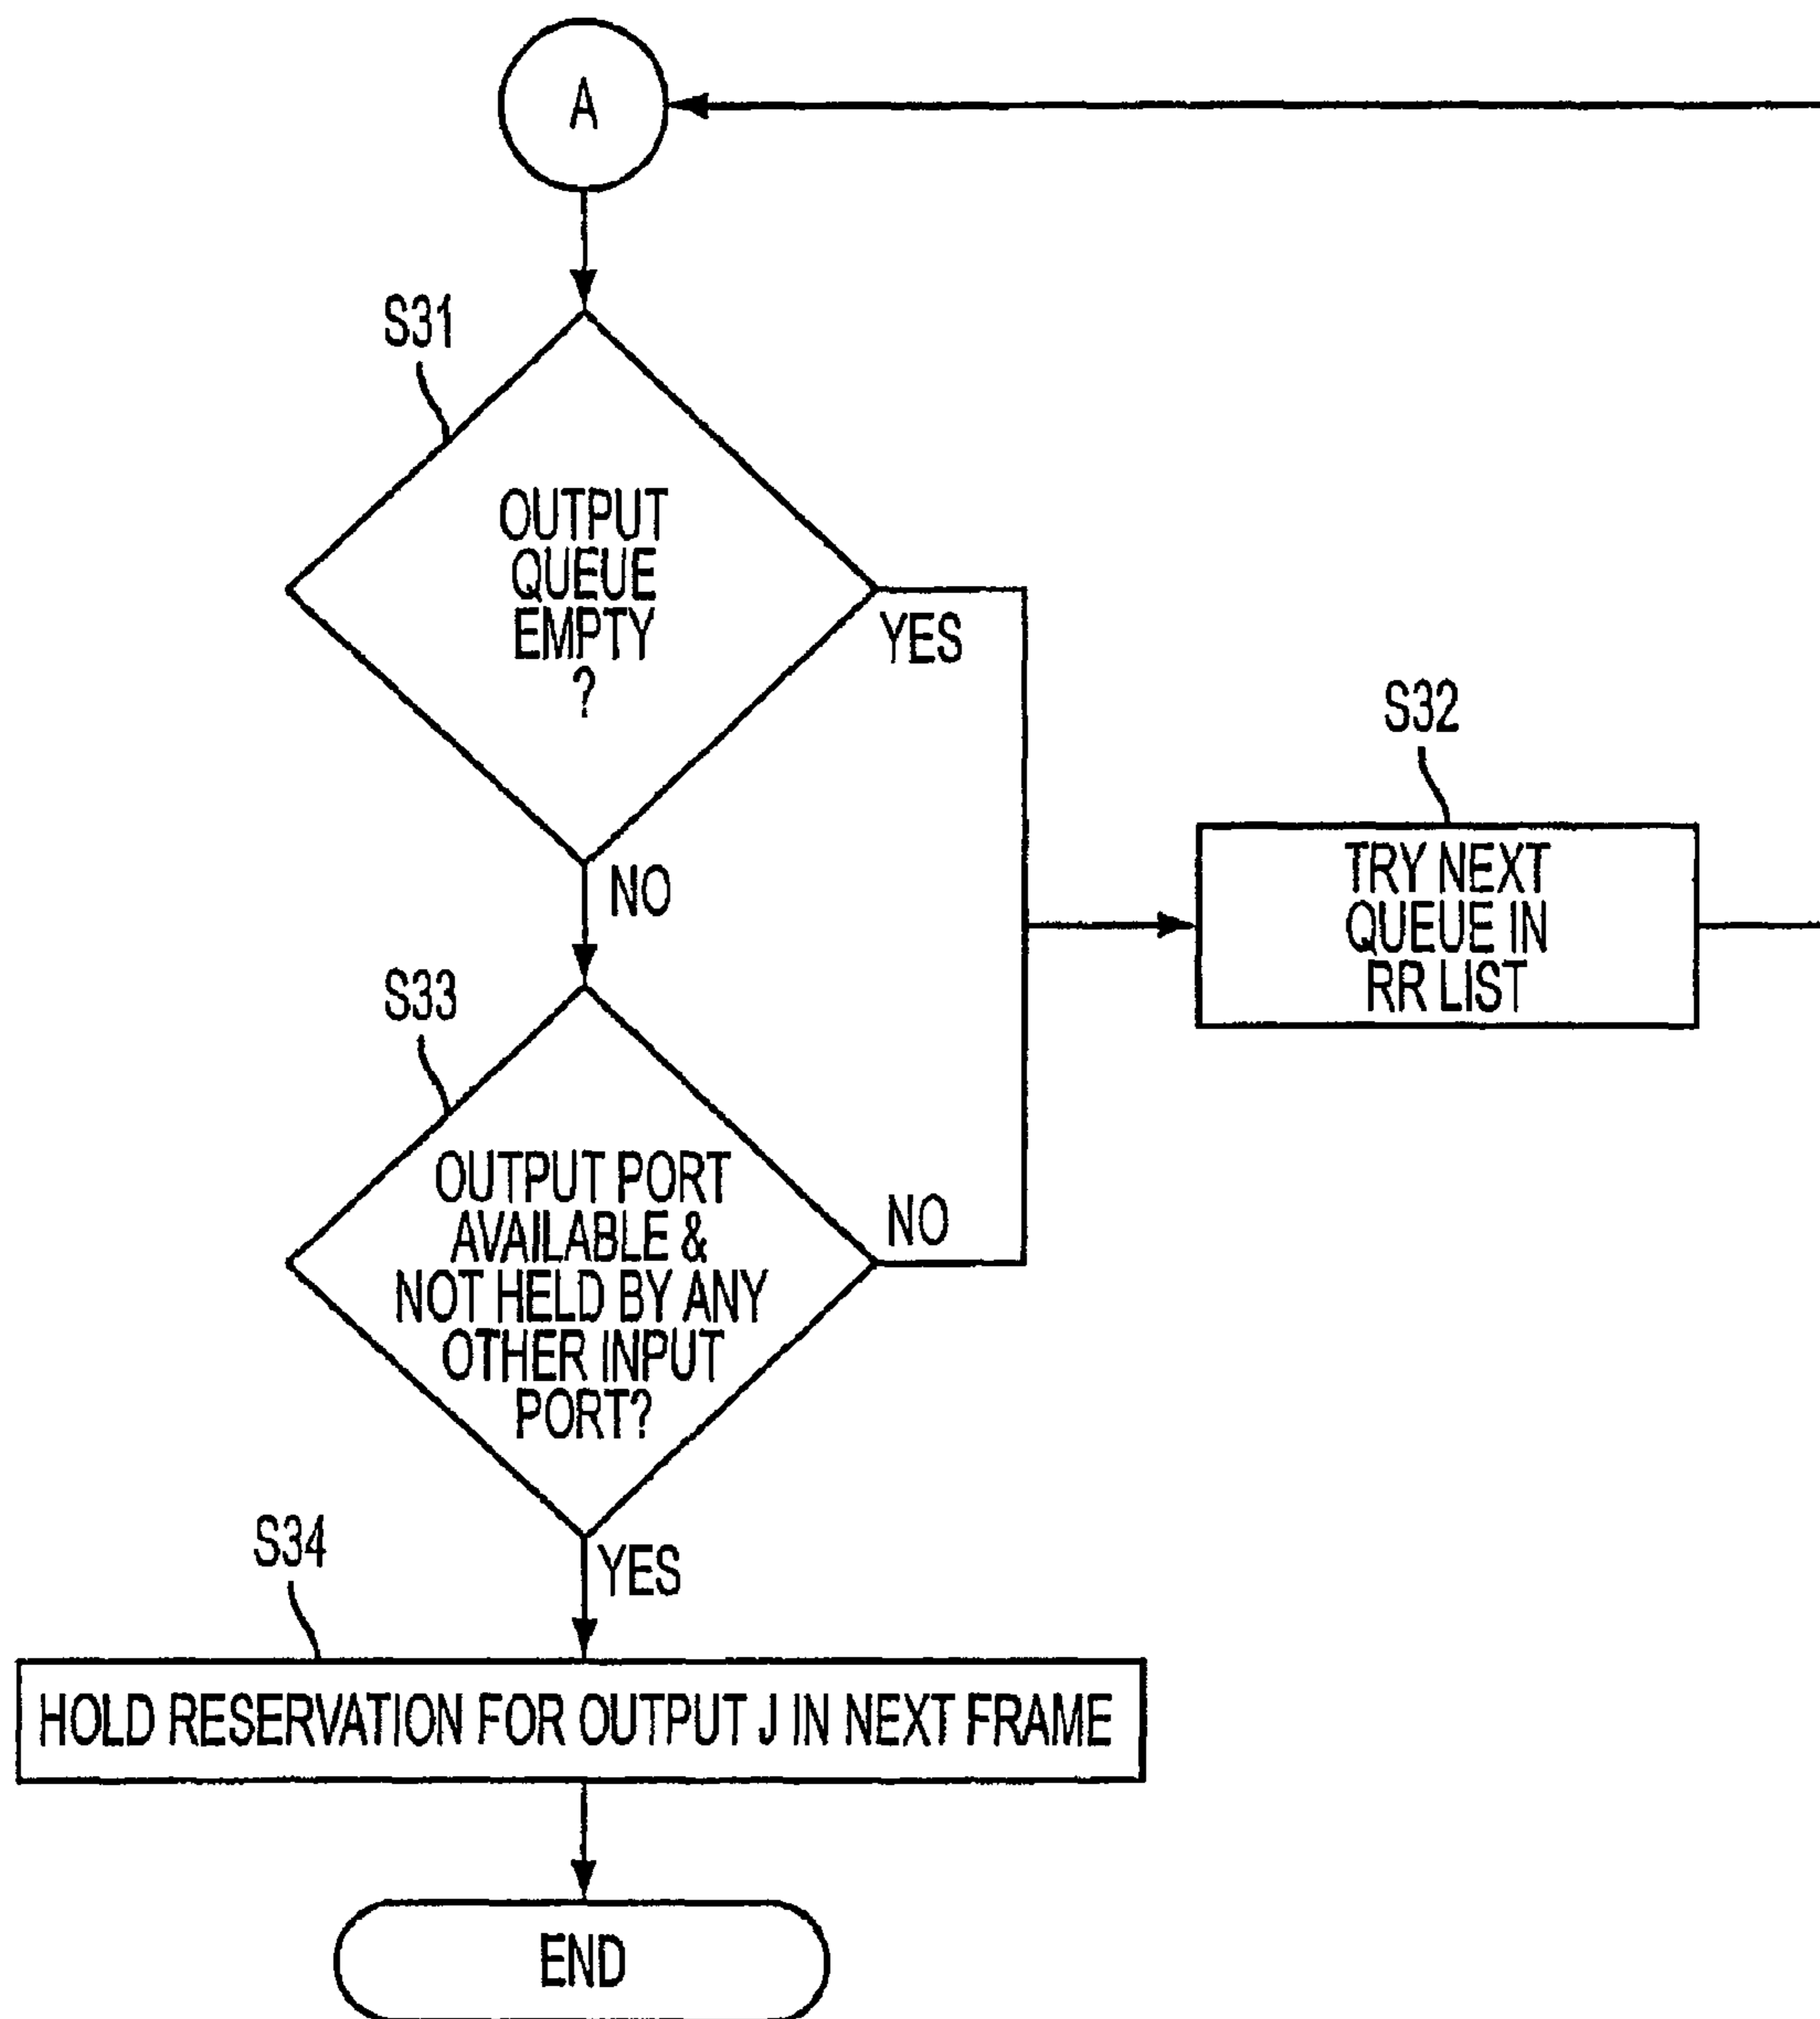 A
S31
OUTPUT
QUEUE
EMPTY
?
YES
NO
S32
TRY NEXT
QUEUE IN
RR LIST
S33
OUTPUT PORT
AVAILABLE &
NOT HELD BY ANY
OTHER INPUT
PORT?
NO
YES
S34
HOLD RESERVATION FOR OUTPUT J IN NEXT FRAME
END